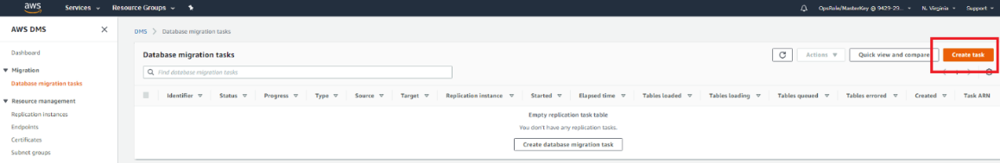 aws Services Resource Groups OpsRole/MasterKey @ 9429-29... N. Virginia Support
AWS DMS
Dashboard
Migration
Database migration tasks
Resource management
Replication instances
Endpoints
Certificates
Subnet groups
DMS > Database migration tasks
Database migration tasks
Actions Quick view and compare Create task
Find database migration tasks
Identifier Status Progress Type Source Target Replication instance Started Elapsed time Tables loaded Tables loading Tables queued Tables errored Created Task ARN
Empty replication task table
You don't have any replication tasks.
Create database migration task